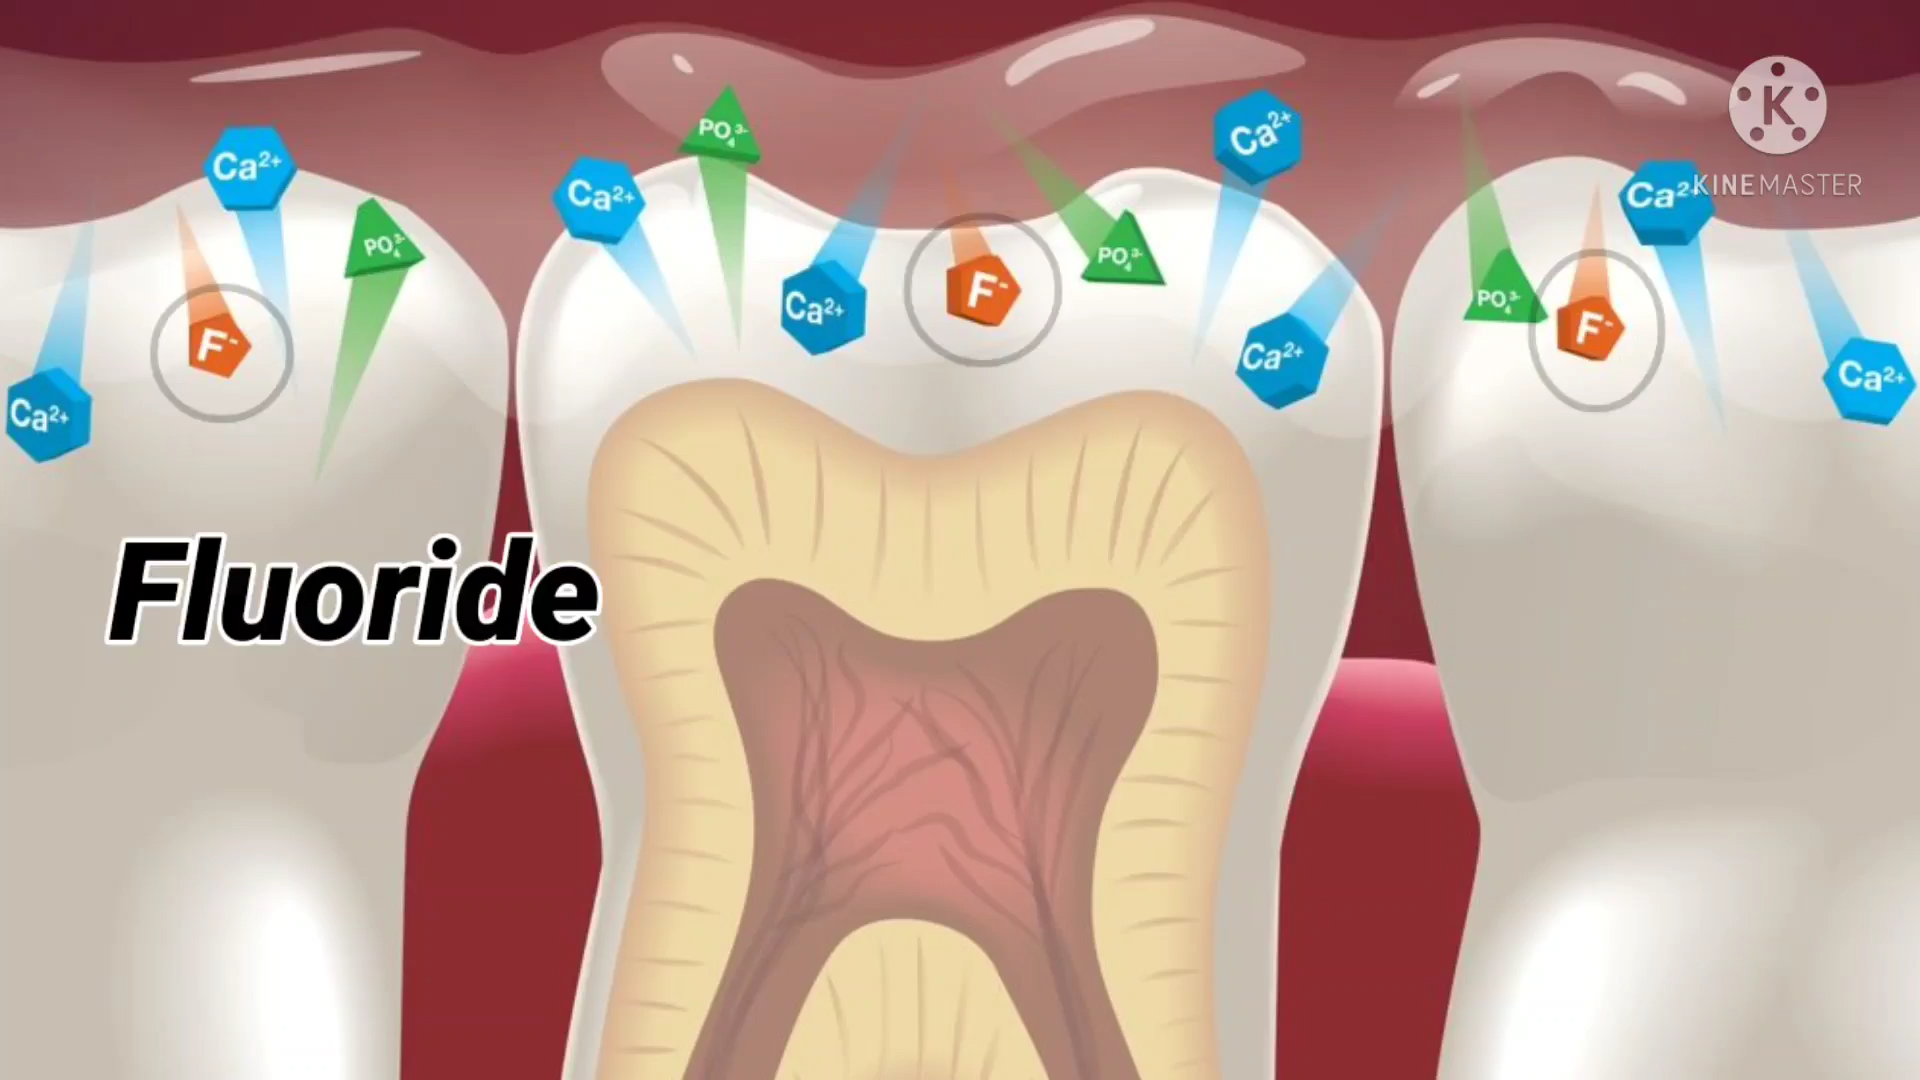 PO₄³⁻
Ca²⁺
Ca²⁺
Ca²⁺
Ca²⁺
KINEMASTER
K
PO₄³⁻
PO₄³⁻
Ca²⁺
F⁻
PO₄³⁻
Ca²⁺
F⁻
F⁻
Ca²⁺
Ca²⁺
Ca²⁺
Fluoride